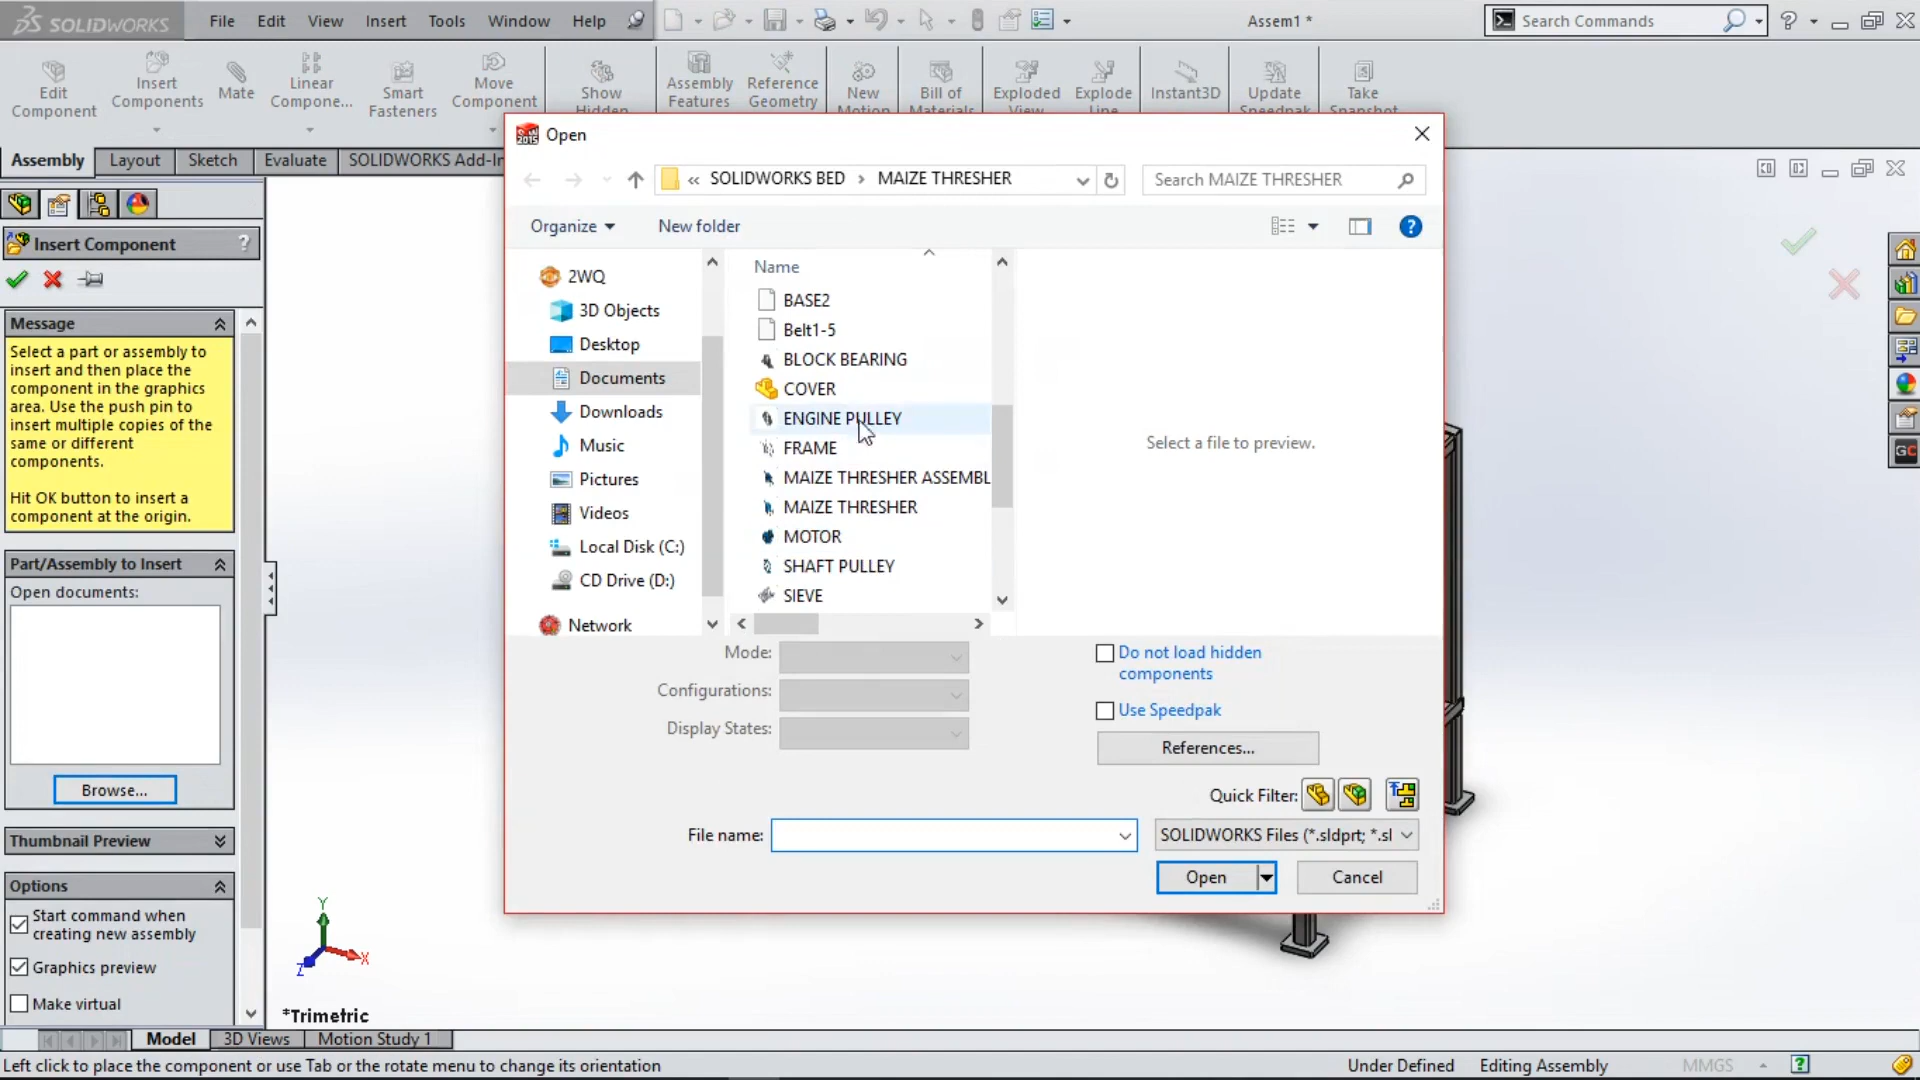 SOLIDWORKS File Edit View Insert Tools Window Help Assem1 * Search Commands
Edit Component
Insert Components
Mate
Linear Compone...
Smart Fasteners
Move Component
Show Hidden
Assembly Features
Reference Geometry
New Motion
Bill of Materials
Exploded View
Explode Line
Instant3D
Update Speedpak
Take Snapshot
Assembly Layout Sketch Evaluate SOLIDWORKS Add-In
Insert Component ?
Message
Select a part or assembly to
insert and then place the
component in the graphics
area. Use the push pin to
insert multiple copies of the
same or different
components.
Hit OK button to insert a
component at the origin.
Part/Assembly to Insert
Open documents:
Browse...
Thumbnail Preview
Options
Start command when
creating new assembly
Graphics preview
Make virtual
Open
« SOLIDWORKS BED › MAIZE THRESHER
Search MAIZE THRESHER
Organize New folder
2WQ
3D Objects
Desktop
Documents
Downloads
Music
Pictures
Videos
Local Disk (C:)
CD Drive (D:)
Network
Name
BASE2
Belt1-5
BLOCK BEARING
COVER
ENGINE PULLEY
FRAME
MAIZE THRESHER ASSEMBL
MAIZE THRESHER
MOTOR
SHAFT PULLEY
SIEVE
Select a file to preview.
Mode:
Configurations:
Display States:
Do not load hidden
components
Use Speedpak
References...
Quick Filter:
File name:
SOLIDWORKS Files (*.sldprt; *.sl
Open Cancel
GC
Y
X
Z
*Trimetric
Model 3D Views Motion Study 1
Left click to place the component or use Tab or the rotate menu to change its orientation Under Defined Editing Assembly MMGS